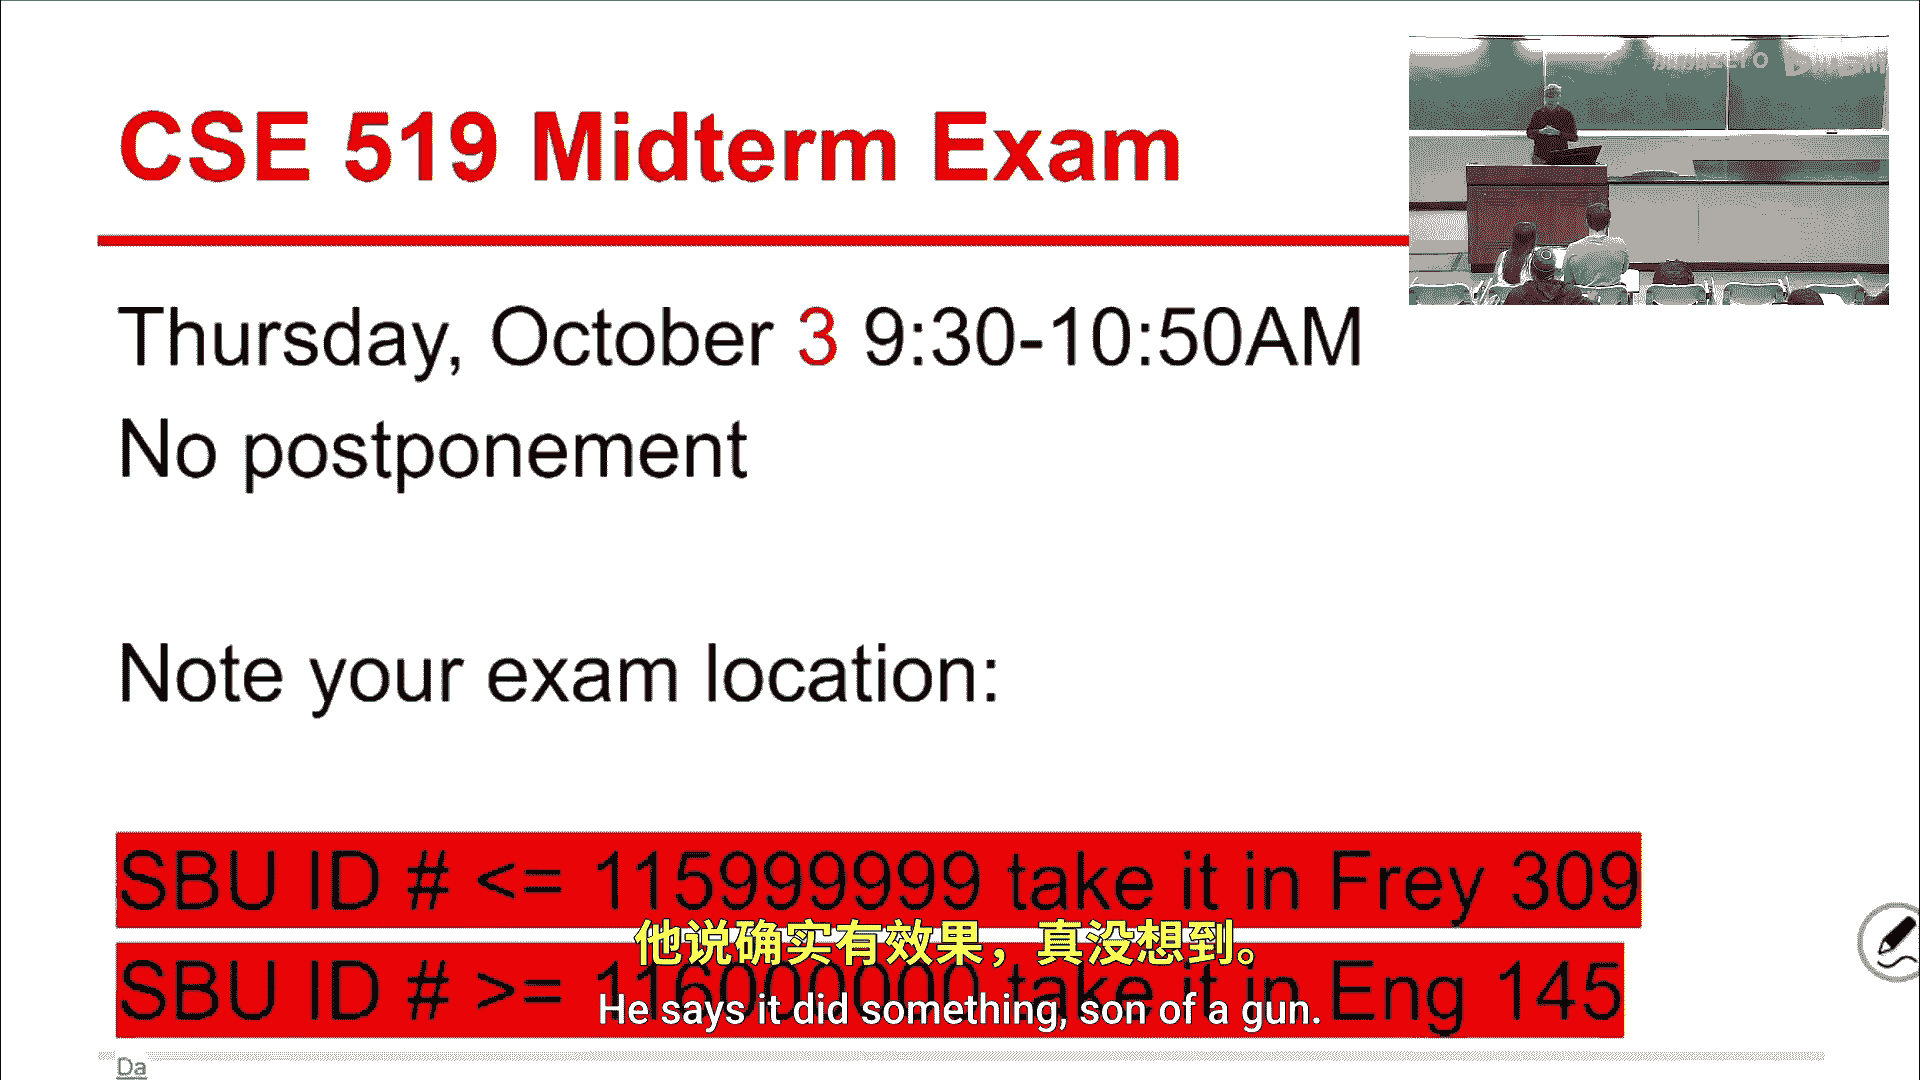 CSE 519 Midterm Exam
Thursday, October 3 9:30-10:50AM
No postponement
Note your exam location:
SBU ID # <= 115999999 take it in Frey 309
他说确实有效果，真没想到。
SBU ID # >= 116000000 take it in Eng 145
He says it did something, son of a gun.
Da